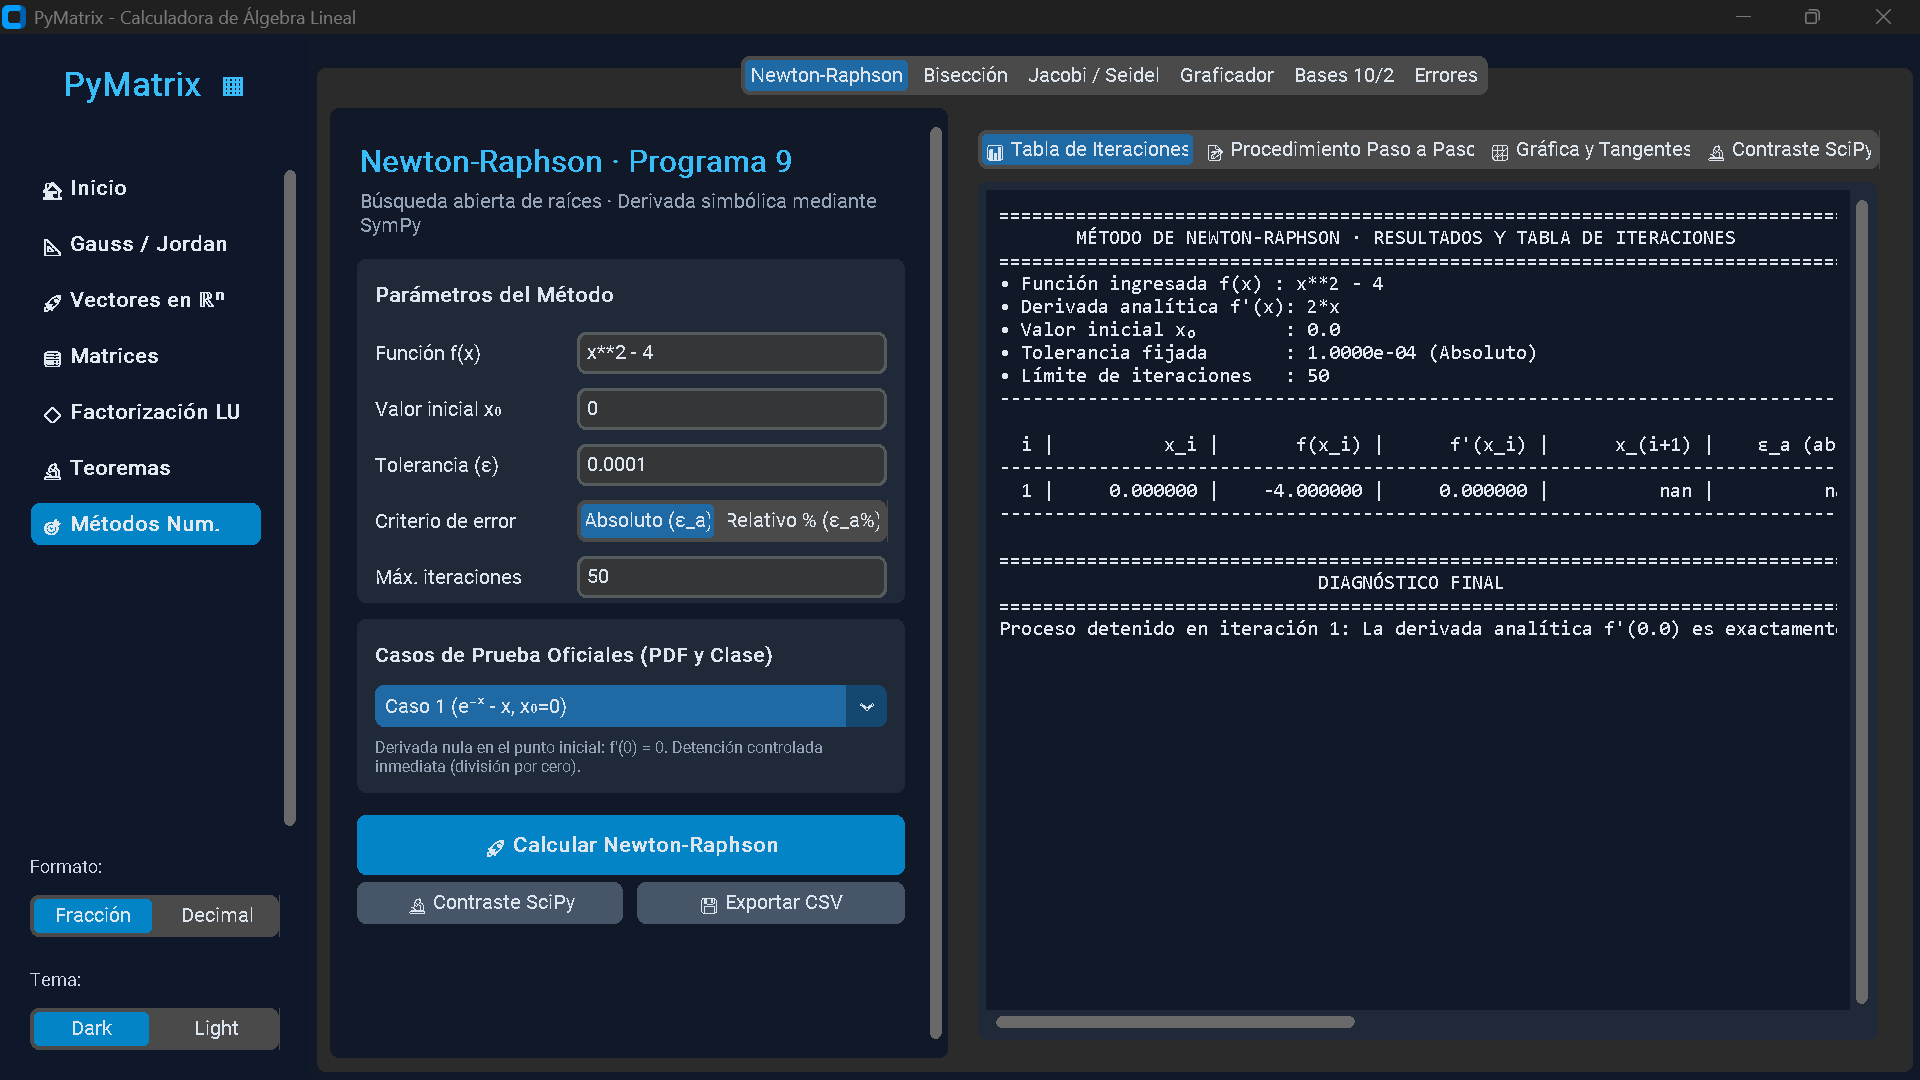 PyMatrix - Calculadora de Álgebra Lineal
PyMatrix
Inicio
Gauss / Jordan
Vectores en ℝⁿ
Matrices
Factorización LU
Teoremas
Métodos Num.
Formato:
Fracción Decimal
Tema:
Dark Light
Newton-Raphson Bisección Jacobi / Seidel Graficador Bases 10/2 Errores
Newton-Raphson · Programa 9
Búsqueda abierta de raíces · Derivada simbólica mediante
SymPy
Parámetros del Método
Función f(x) x**2 - 4
Valor inicial x₀ 0
Tolerancia (ε) 0.0001
Criterio de error Absoluto (ε_a) Relativo % (ε_a%)
Máx. iteraciones 50
Casos de Prueba Oficiales (PDF y Clase)
Caso 1 (e⁻ˣ - x, x₀=0)
Derivada nula en el punto inicial: f'(0) = 0. Detención controlada
inmediata (división por cero).
Calcular Newton-Raphson
Contraste SciPy Exportar CSV
Tabla de Iteraciones Procedimiento Paso a Paso Gráfica y Tangentes Contraste SciPy
============================================================================
MÉTODO DE NEWTON-RAPHSON · RESULTADOS Y TABLA DE ITERACIONES
============================================================================
• Función ingresada f(x) : x**2 - 4
• Derivada analítica f'(x): 2*x
• Valor inicial x₀ : 0.0
• Tolerancia fijada : 1.0000e-04 (Absoluto)
• Límite de iteraciones : 50
----------------------------------------------------------------------------
i | x_i | f(x_i) | f'(x_i) | x_(i+1) | ε_a (ab
----------------------------------------------------------------------------
1 | 0.000000 | -4.000000 | 0.000000 | nan | n
----------------------------------------------------------------------------
============================================================================
DIAGNÓSTICO FINAL
============================================================================
Proceso detenido en iteración 1: La derivada analítica f'(0.0) es exactament